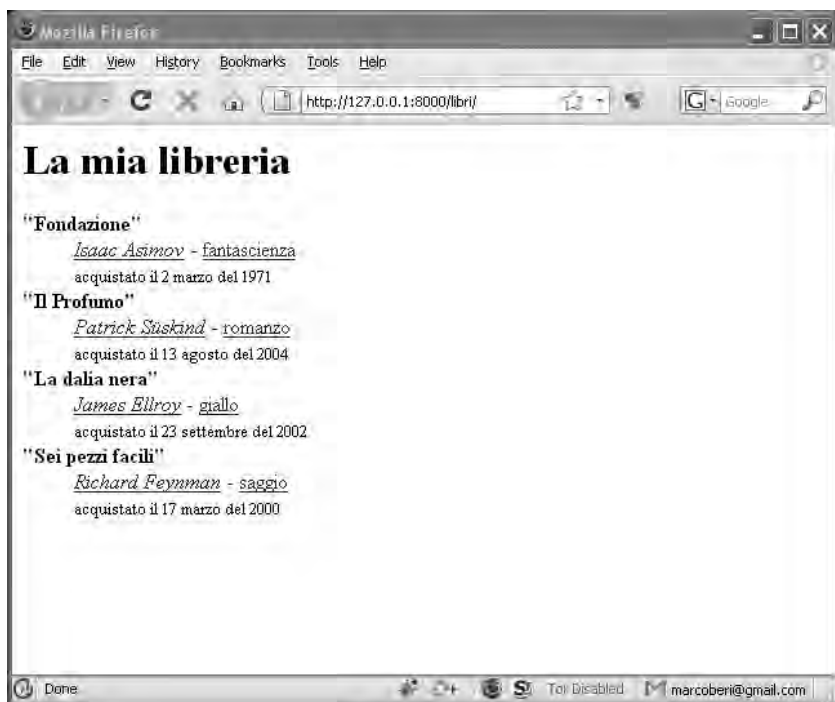 Mozilla Firefox
File Edit View History Bookmarks Tools Help
http://127.0.0.1:8000/libri/ G Google
La mia libreria
"Fondazione"
Isaac Asimov - fantascienza
acquistato il 2 marzo del 1971
"Il Profumo"
Patrick Süskind - romanzo
acquistato il 13 agosto del 2004
"La dalia nera"
James Ellroy - giallo
acquistato il 23 settembre del 2002
"Sei pezzi facili"
Richard Feynman - saggio
acquistato il 17 marzo del 2000
Done Tor Disabled marcoberi@gmail.com